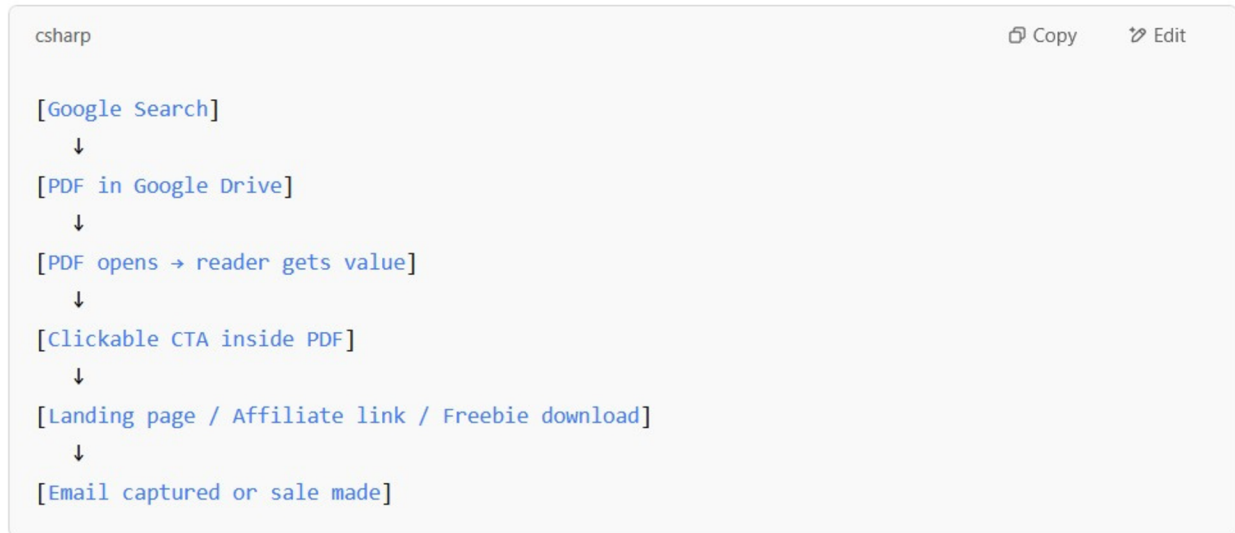 csharp Copy Edit
[Google Search]
↓
[PDF in Google Drive]
↓
[PDF opens → reader gets value]
↓
[Clickable CTA inside PDF]
↓
[Landing page / Affiliate link / Freebie download]
↓
[Email captured or sale made]